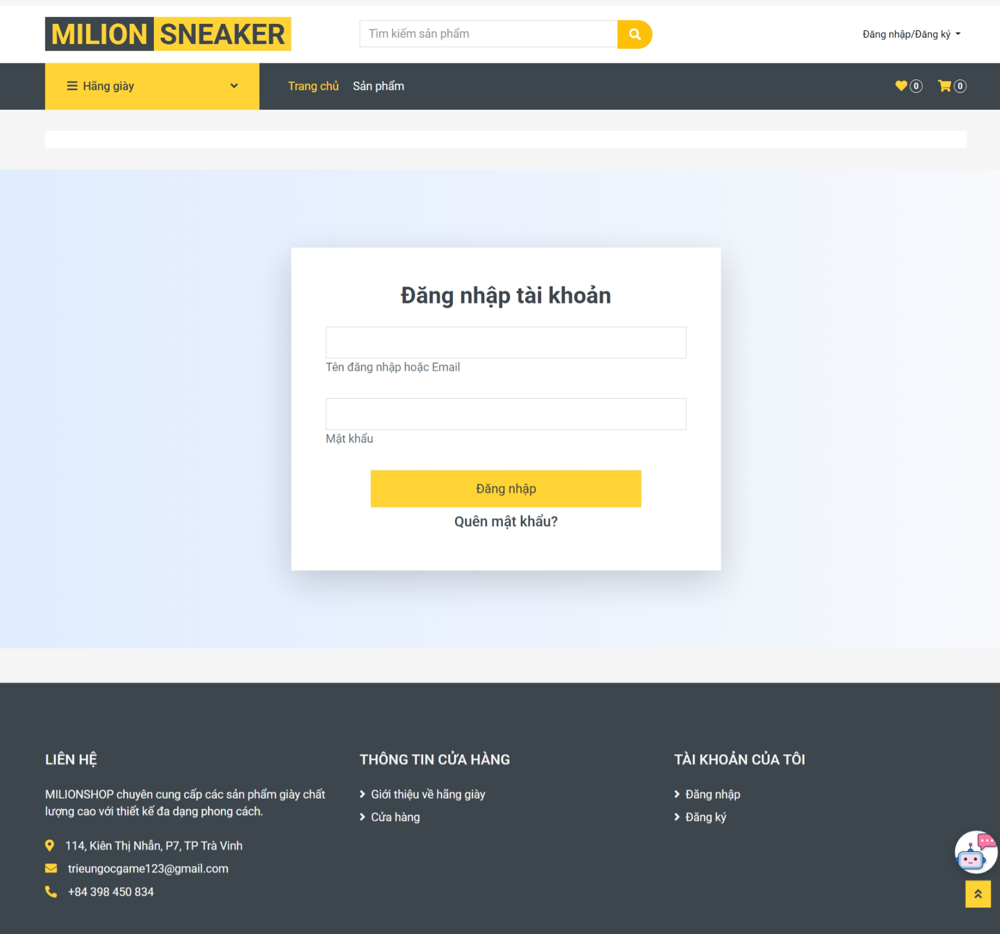 MILION SNEAKER
Tìm kiếm sản phẩm
Đăng nhập/Đăng ký
Hãng giày
Trang chủ
Sản phẩm
0
0
Đăng nhập tài khoản
Tên đăng nhập hoặc Email
Mật khẩu
Đăng nhập
Quên mật khẩu?
LIÊN HỆ
MILIONSHOP chuyên cung cấp các sản phẩm giày chất
lượng cao với thiết kế đa dạng phong cách.
114, Kiên Thị Nhẫn, P7, TP Trà Vinh
trieungocgame123@gmail.com
+84 398 450 834
THÔNG TIN CỬA HÀNG
Giới thiệu về hãng giày
Cửa hàng
TÀI KHOẢN CỦA TÔI
Đăng nhập
Đăng ký